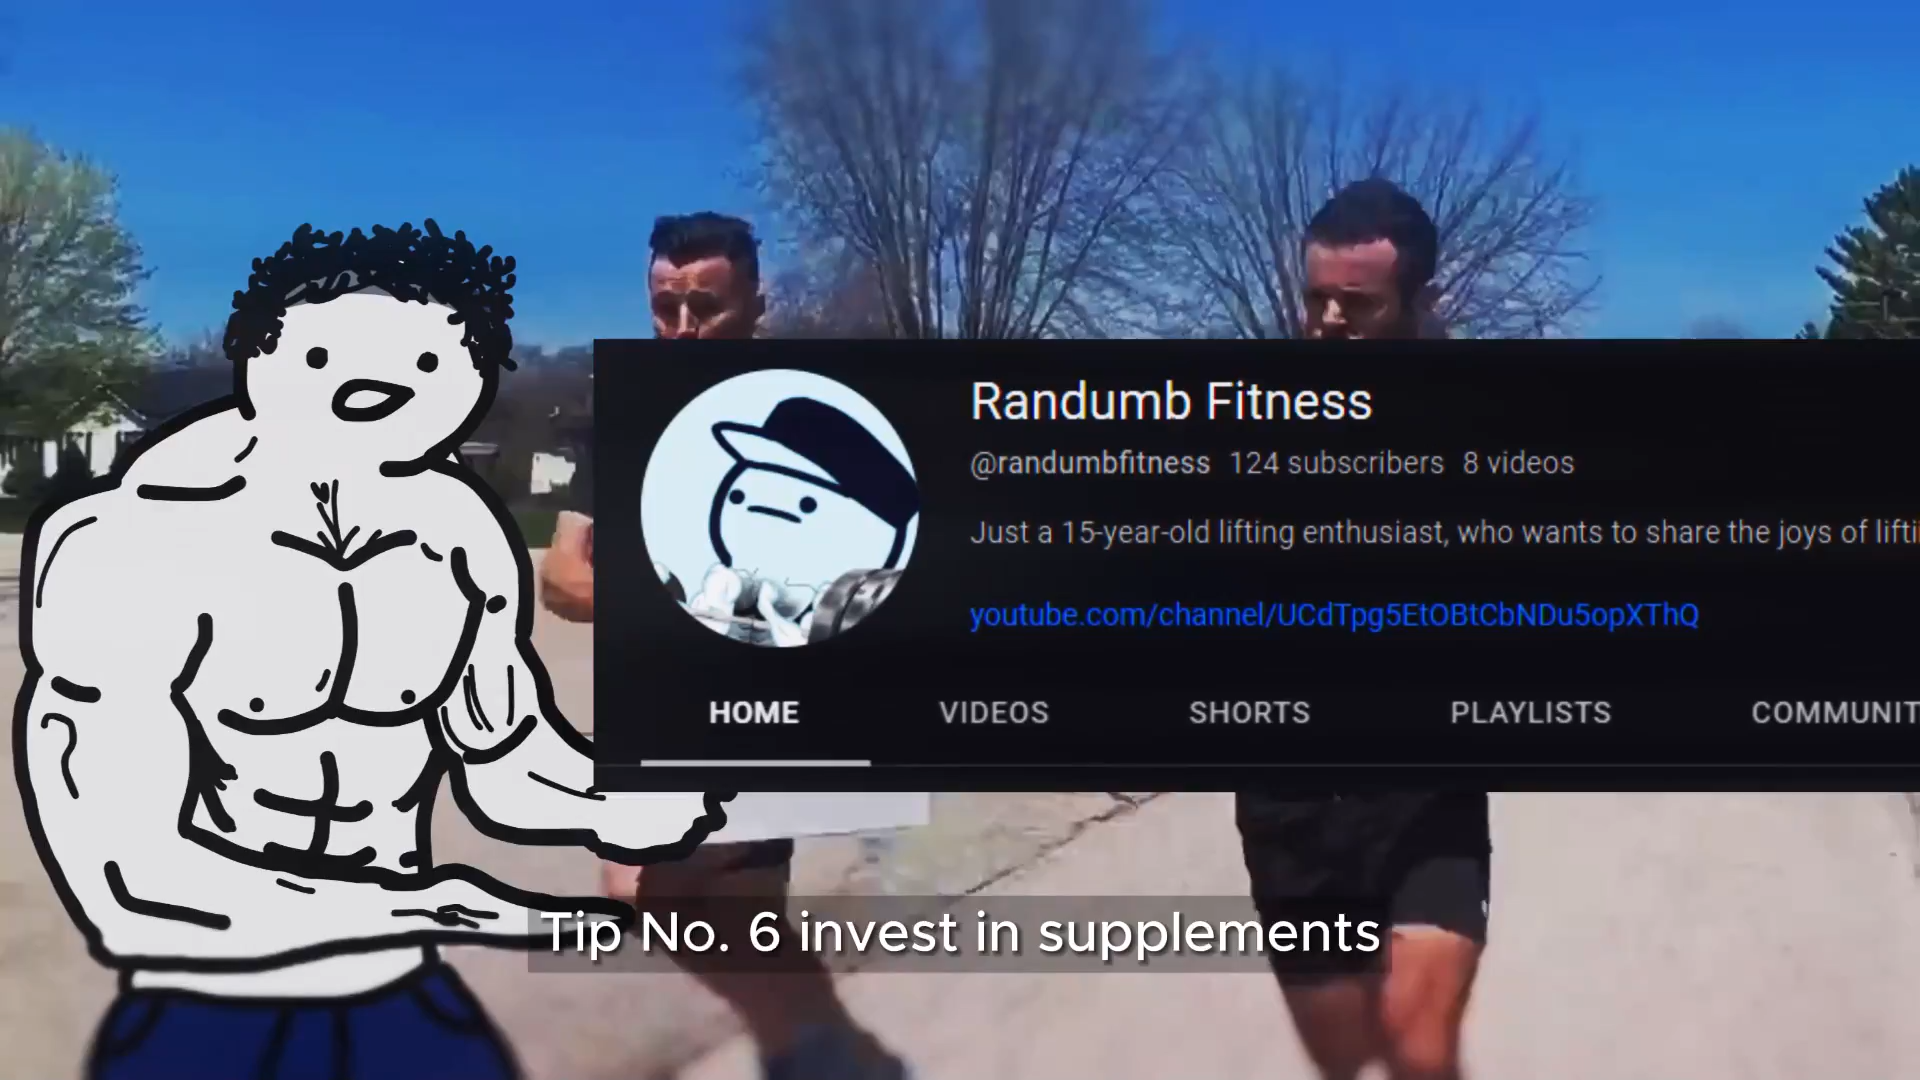 Randumb Fitness
@randumbfitness 124 subscribers 8 videos
Just a 15-year-old lifting enthusiast, who wants to share the joys of lifti
youtube.com/channel/UCdTpg5EtOBtCbNDu5opXThQ
HOME VIDEOS SHORTS PLAYLISTS COMMUNIT
Tip No. 6 invest in supplements